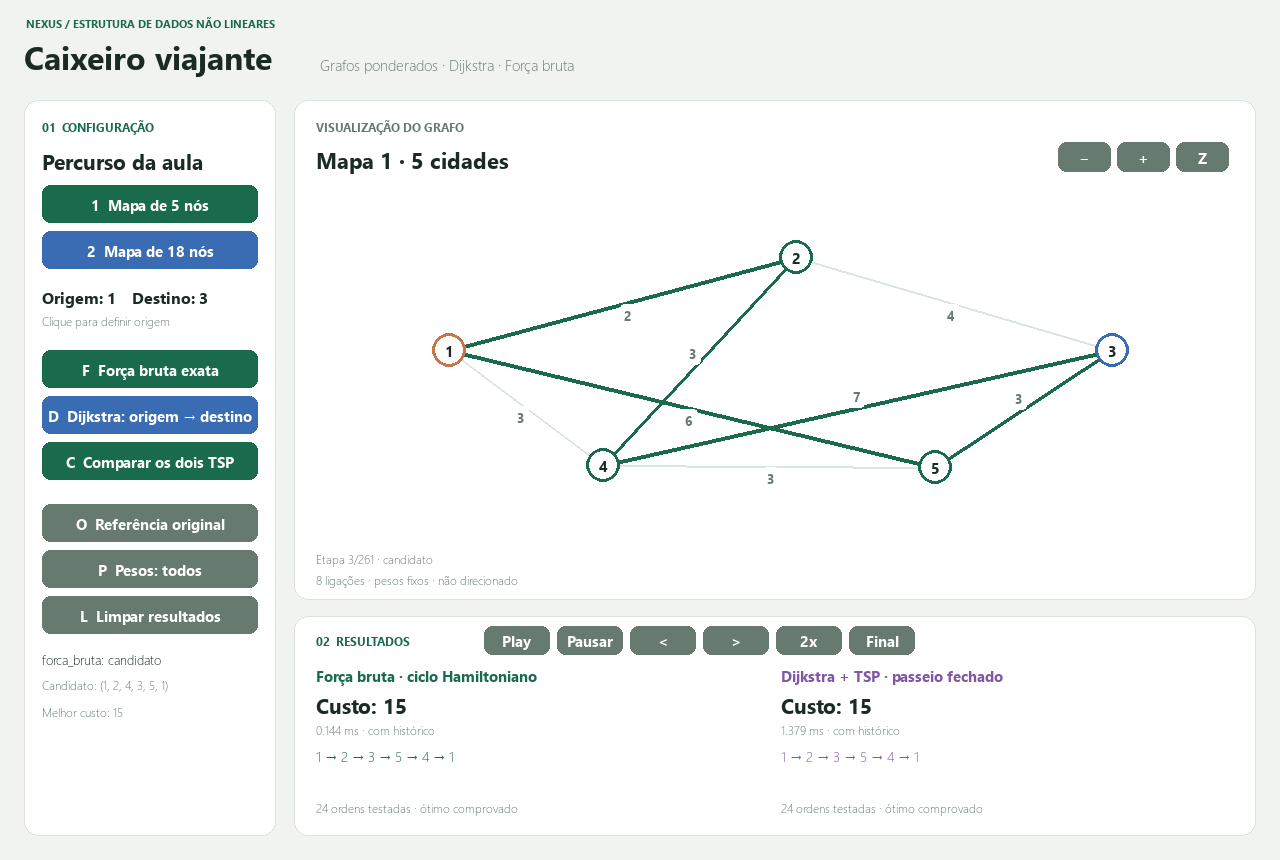 NEXUS / ESTRUTURA DE DADOS NÃO LINEARES
Caixeiro viajante
Grafos ponderados · Dijkstra · Força bruta
01 CONFIGURAÇÃO
Percurso da aula
1 Mapa de 5 nós
2 Mapa de 18 nós
Origem: 1 Destino: 3
Clique para definir origem
F Força bruta exata
D Dijkstra: origem → destino
C Comparar os dois TSP
O Referência original
P Pesos: todos
L Limpar resultados
forca_bruta: candidato
Candidato: (1, 2, 4, 3, 5, 1)
Melhor custo: 15
VISUALIZAÇÃO DO GRAFO
Mapa 1 · 5 cidades
– + Z
2
2
4
1
3
3
7
3
3
6
4
5
3
Etapa 3/261 · candidato
8 ligações · pesos fixos · não direcionado
02 RESULTADOS
Play Pausar < > 2x Final
Força bruta · ciclo Hamiltoniano
Custo: 15
0.144 ms · com histórico
1 → 2 → 3 → 5 → 4 → 1
24 ordens testadas · ótimo comprovado
Dijkstra + TSP · passeio fechado
Custo: 15
1.379 ms · com histórico
1 → 2 → 3 → 5 → 4 → 1
24 ordens testadas · ótimo comprovado